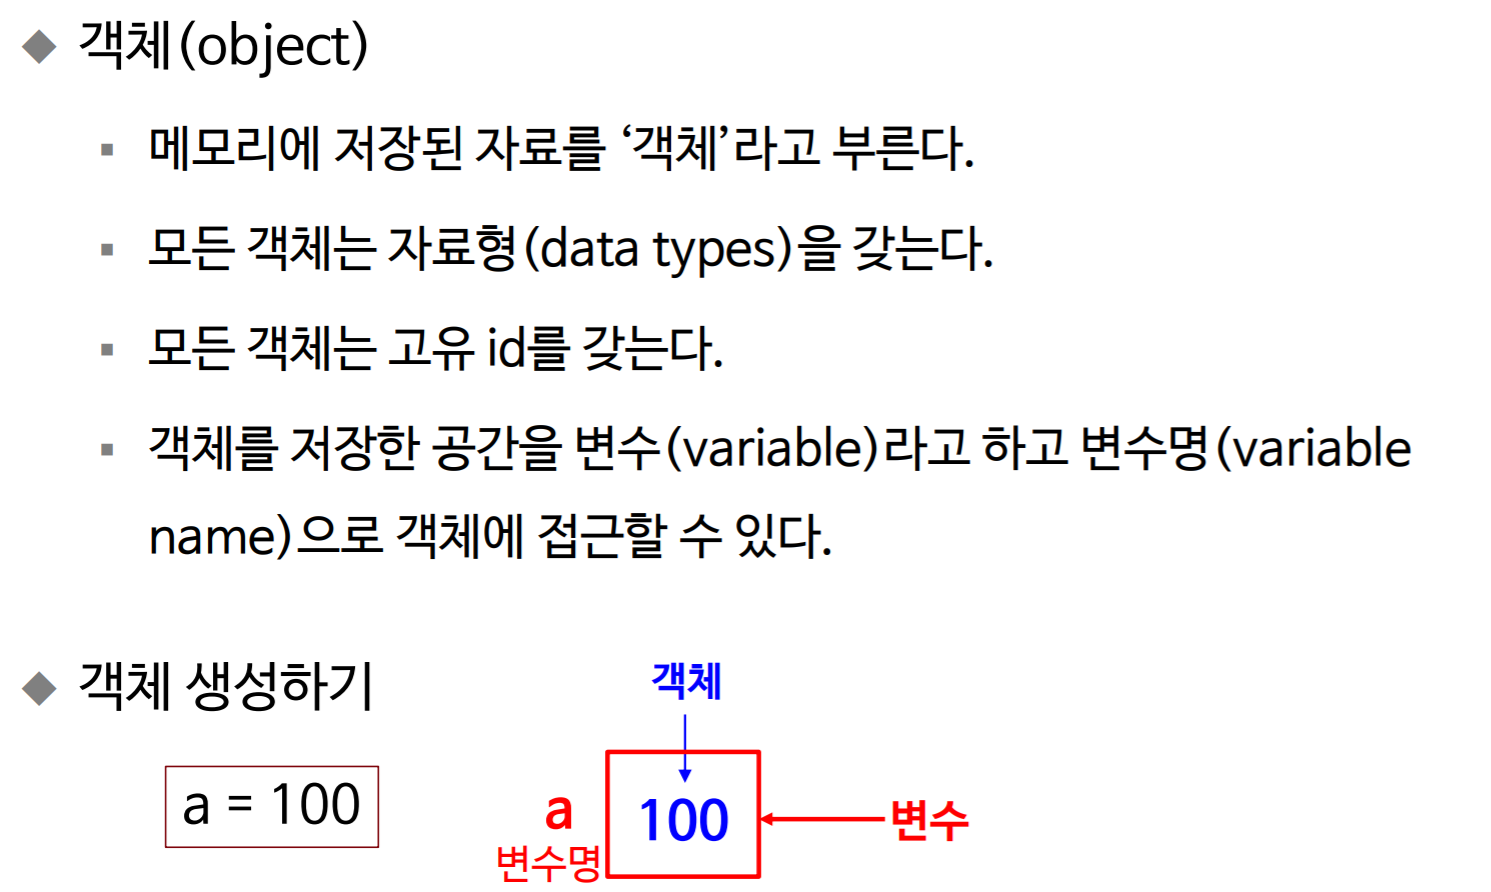 ◆ 객체(object)
▪ 메모리에 저장된 자료를 ‘객체’라고 부른다.
▪ 모든 객체는 자료형(data types)을 갖는다.
▪ 모든 객체는 고유 id를 갖는다.
▪ 객체를 저장한 공간을 변수(variable)라고 하고 변수명(variable
name)으로 객체에 접근할 수 있다.
◆ 객체 생성하기
객체
a = 100
a
100
변수
변수명